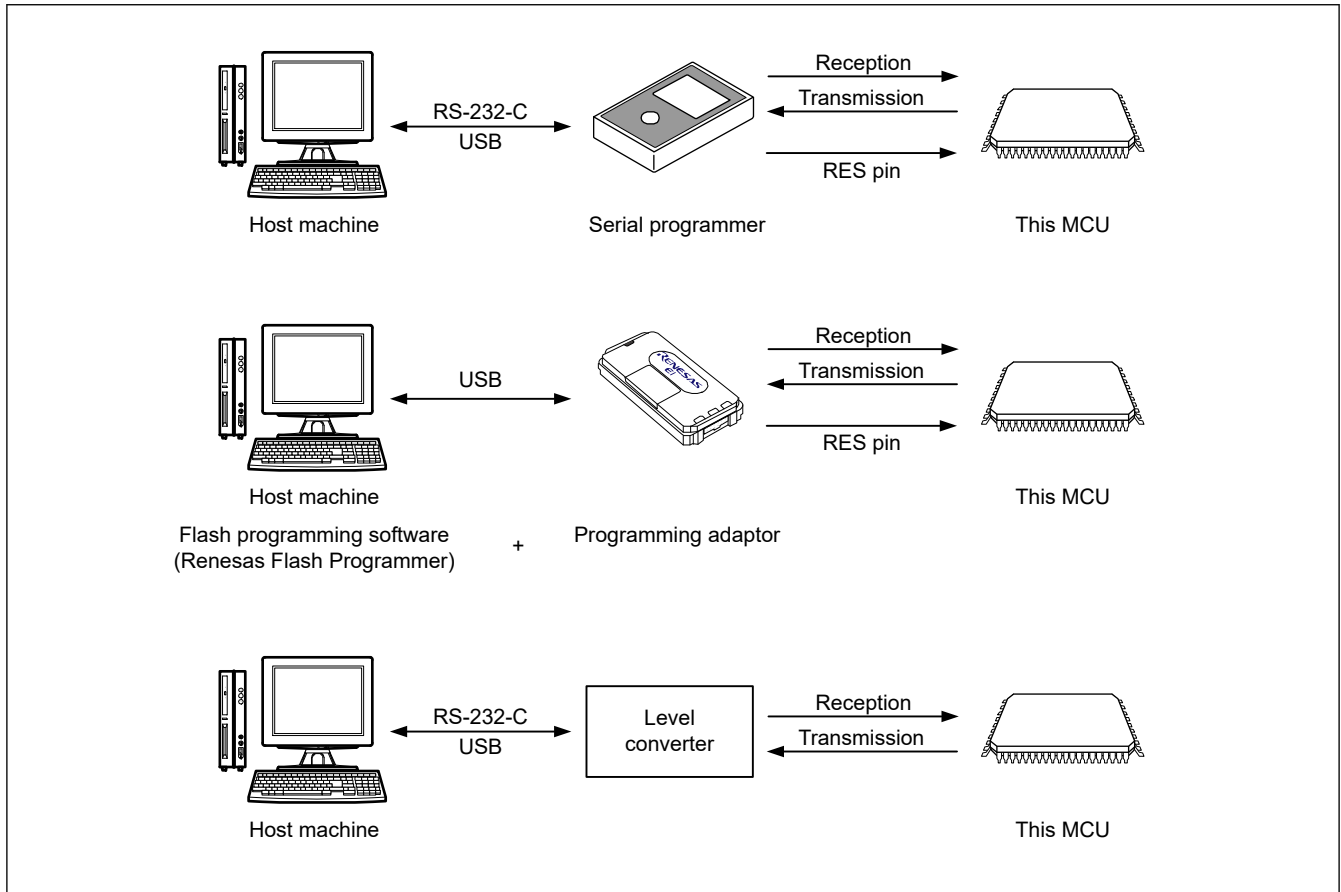 Reception
RS-232-C
Transmission
USB
RES pin
Host machine
Serial programmer
This MCU
Reception
USB
Transmission
RENESAS
E1
RES pin
Host machine
This MCU
Flash programming software
+
Programming adaptor
(Renesas Flash Programmer)
Reception
RS-232-C
Level
Transmission
USB
converter
Host machine
This MCU